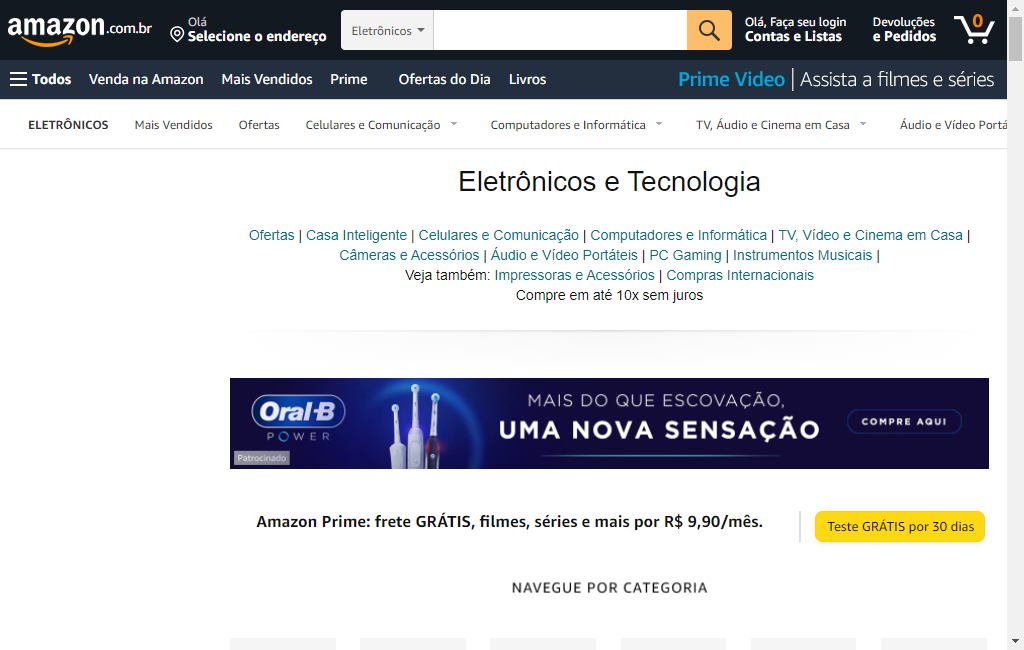 amazon.com.br
Olá
Selecione o endereço
Eletrônicos
Olá, Faça seu login
Contas e Listas
Devoluções
e Pedidos
0
Todos
Venda na Amazon
Mais Vendidos
Prime
Ofertas do Dia
Livros
Prime Video | Assista a filmes e séries
ELETRÔNICOS
Mais Vendidos
Ofertas
Celulares e Comunicação
Computadores e Informática
TV, Áudio e Cinema em Casa
Áudio e Vídeo Portá
Eletrônicos e Tecnologia
Ofertas | Casa Inteligente | Celulares e Comunicação | Computadores e Informática | TV, Vídeo e Cinema em Casa |
Câmeras e Acessórios | Áudio e Vídeo Portáteis | PC Gaming | Instrumentos Musicais |
Veja também: Impressoras e Acessórios | Compras Internacionais
Compre em até 10x sem juros
Oral-B
POWER
Patrocinado
MAIS DO QUE ESCOVAÇÃO,
UMA NOVA SENSAÇÃO
COMPRE AQUI
Amazon Prime: frete GRÁTIS, filmes, séries e mais por R$ 9,90/mês.
Teste GRÁTIS por 30 dias
NAVEGUE POR CATEGORIA